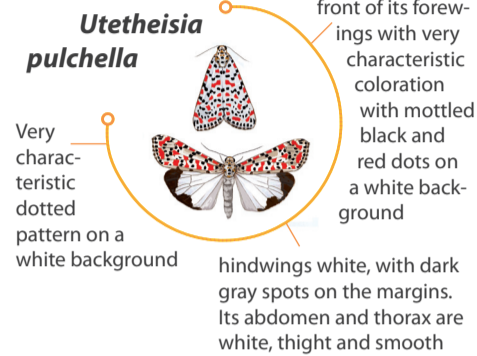 Utetheisia
pulchella
front of its forew-
ings with very
characteristic
coloration
with mottled
black and
red dots on
a white back-
ground
Very
charac-
teristic
dotted
pattern on a
white background
hindwings white, with dark
gray spots on the margins.
Its abdomen and thorax are
white, thight and smooth